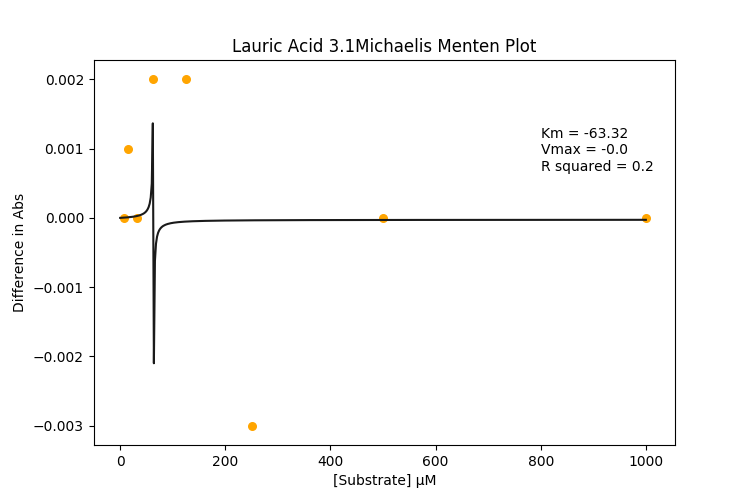 Lauric Acid 3.1Michaelis Menten Plot
0.002
0.001
0.000
−0.001
−0.002
−0.003
Difference in Abs
Km = -63.32
Vmax = -0.0
R squared = 0.2
0 200 400 600 800 1000
[Substrate] μM